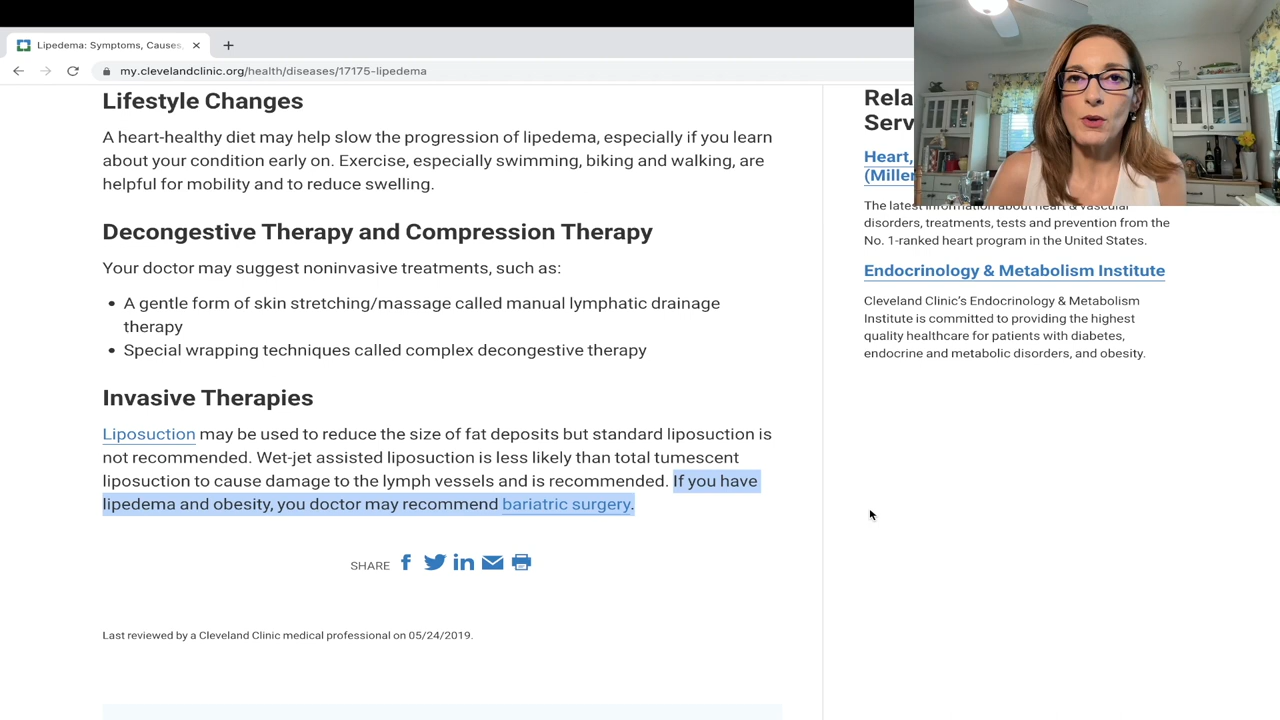 Lipedema: Symptoms, Causes,
my.clevelandclinic.org/health/diseases/17175-lipedema
Lifestyle Changes
A heart-healthy diet may help slow the progression of lipedema, especially if you learn
about your condition early on. Exercise, especially swimming, biking and walking, are
helpful for mobility and to reduce swelling.
Decongestive Therapy and Compression Therapy
Your doctor may suggest noninvasive treatments, such as:
• A gentle form of skin stretching/massage called manual lymphatic drainage
therapy
• Special wrapping techniques called complex decongestive therapy
Invasive Therapies
Liposuction may be used to reduce the size of fat deposits but standard liposuction is
not recommended. Wet-jet assisted liposuction is less likely than total tumescent
liposuction to cause damage to the lymph vessels and is recommended. If you have
lipedema and obesity, you doctor may recommend bariatric surgery.
SHARE
Last reviewed by a Cleveland Clinic medical professional on 05/24/2019.
Rela
Serv
Heart,
(Miller
The latest information about heart & vascular
disorders, treatments, tests and prevention from the
No. 1-ranked heart program in the United States.
Endocrinology & Metabolism Institute
Cleveland Clinic's Endocrinology & Metabolism
Institute is committed to providing the highest
quality healthcare for patients with diabetes,
endocrine and metabolic disorders, and obesity.